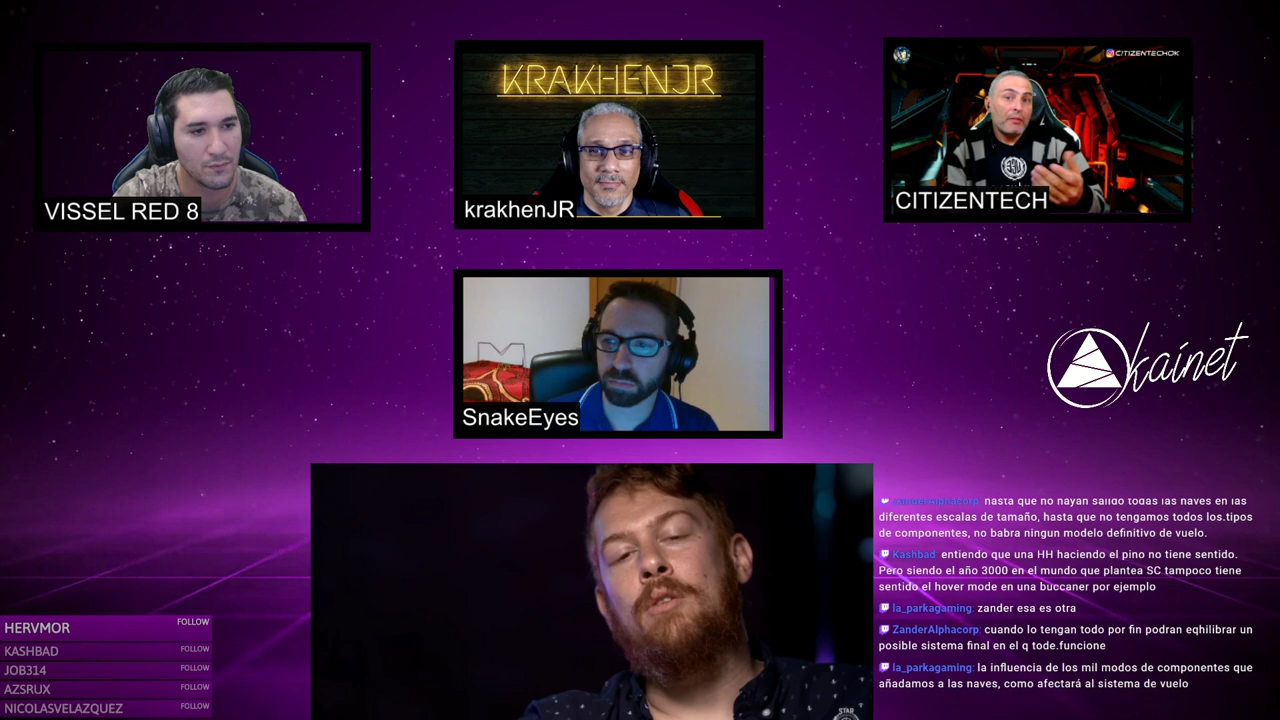 KRAKHENJR
CITIZENTECHOK
VISSEL RED 8
krakhenJR
CITIZENTECH
SnakeEyes
kainet
ZanderAlphacorp: hasta que no hayan salido todas las naves en las
diferentes escalas de tamaño, hasta que no tengamos todos los.tipos
de componentes, no babra ningun modelo definitivo de vuelo.
Kashbad: entiendo que una HH haciendo el pino no tiene sentido.
Pero siendo el año 3000 en el mundo que plantea SC tampoco tiene
sentido el hover mode en una buccaner por ejemplo
la_parkagaming: zander esa es otra
ZanderAlphacorp: cuando lo tengan todo por fin podran eqhilibrar un
posible sistema final en el q tode.funcione
la_parkagaming: la influencia de los mil modos de componentes que
añadamos a las naves, como afectará al sistema de vuelo
HERVMOR FOLLOW
KASHBAD FOLLOW
JOB314 FOLLOW
AZSRUX FOLLOW
NICOLASVELAZQUEZ FOLLOW
STAR